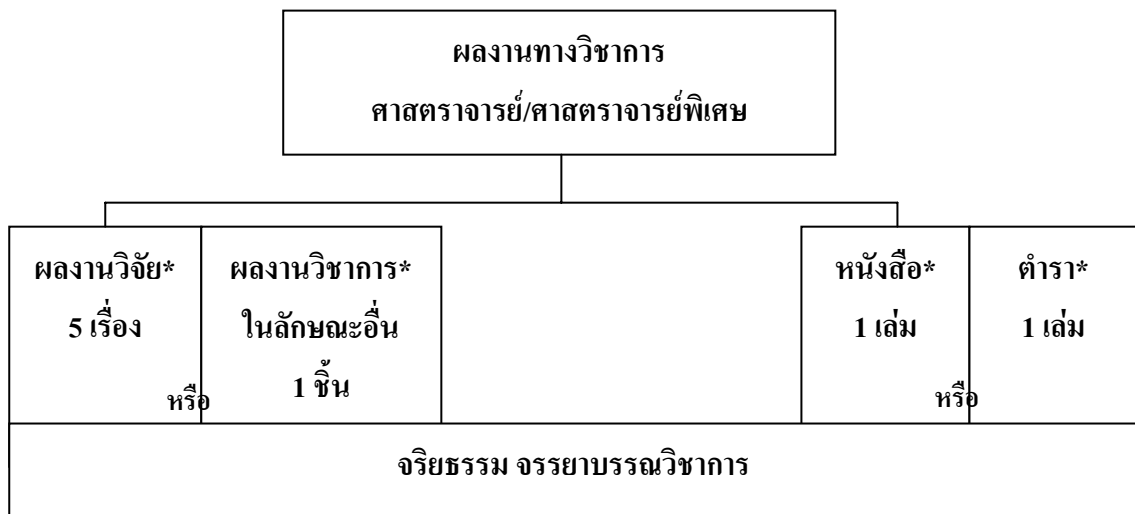 ผลงานทางวิชาการ
ศาสตราจารย์/ศาสตราจารย์พิเศษ
ผลงานวิจัย*
5 เรื่อง
หรือ
ผลงานวิชาการ*
ในลักษณะอื่น
1 ชิ้น
หนังสือ*
1 เล่ม
หรือ
ตำรา*
1 เล่ม
จริยธรรม จรรยาบรรณวิชาการ